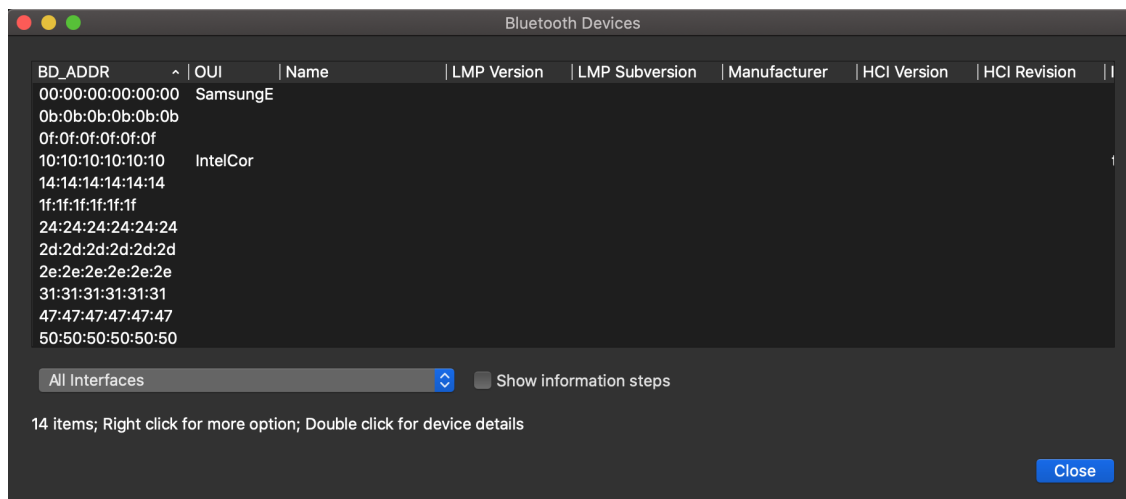 Bluetooth Devices
BD_ADDR OUI Name LMP Version LMP Subversion Manufacturer HCI Version HCI Revision
00:00:00:00:00:00 SamsungE
0b:0b:0b:0b:0b:0b
0f:0f:0f:0f:0f:0f
10:10:10:10:10:10 IntelCor
14:14:14:14:14:14
1f:1f:1f:1f:1f:1f
24:24:24:24:24:24
2d:2d:2d:2d:2d:2d
2e:2e:2e:2e:2e:2e
31:31:31:31:31:31
47:47:47:47:47:47
50:50:50:50:50:50
All Interfaces Show information steps
14 items; Right click for more option; Double click for device details
Close